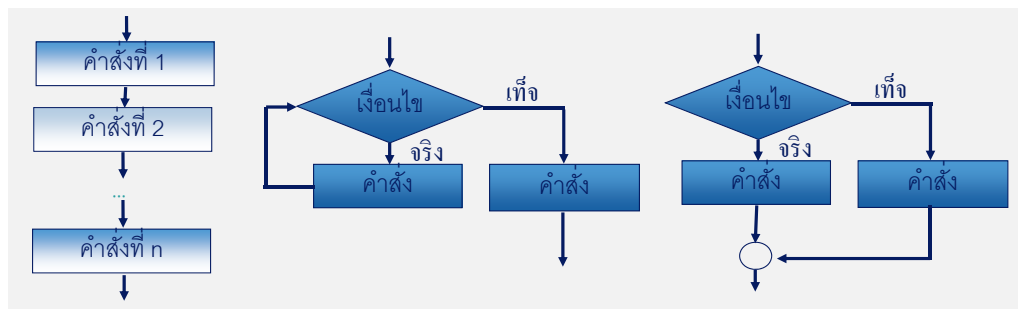 คำสั่งที่ 1
คำสั่งที่ 2
...
คำสั่งที่ n
เงื่อนไข
เท็จ
จริง
คำสั่ง
คำสั่ง
เงื่อนไข
เท็จ
จริง
คำสั่ง
คำสั่ง